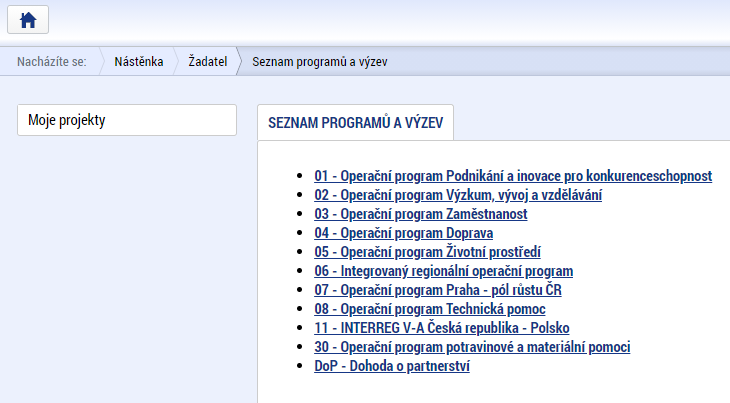 Nacházíte se: Nástěnka Žadatel Seznam programů a výzev
Moje projekty
SEZNAM PROGRAMŮ A VÝZEV
01 - Operační program Podnikání a inovace pro konkurenceschopnost
02 - Operační program Výzkum, vývoj a vzdělávání
03 - Operační program Zaměstnanost
04 - Operační program Doprava
05 - Operační program Životní prostředí
06 - Integrovaný regionální operační program
07 - Operační program Praha - pól růstu ČR
08 - Operační program Technická pomoc
11 - INTERREG V-A Česká republika - Polsko
30 - Operační program potravinové a materiální pomoci
DoP - Dohoda o partnerství